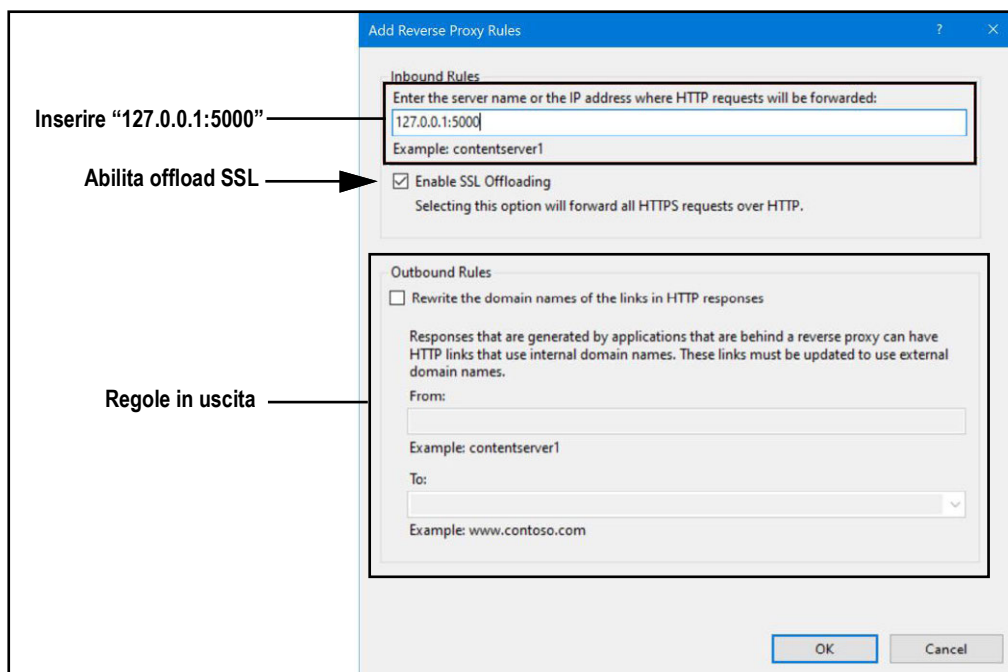 Add Reverse Proxy Rules ? ×
Inbound Rules
Enter the server name or the IP address where HTTP requests will be forwarded:
Inserire “127.0.0.1:5000”
127.0.0.1:5000
Example: contentserver1
Abilita offload SSL
Enable SSL Offloading
Selecting this option will forward all HTTPS requests over HTTP.
Outbound Rules
Rewrite the domain names of the links in HTTP responses
Responses that are generated by applications that are behind a reverse proxy can have
HTTP links that use internal domain names. These links must be updated to use external
domain names.
Regole in uscita
From:
Example: contentserver1
To:
Example: www.contoso.com
OK
Cancel